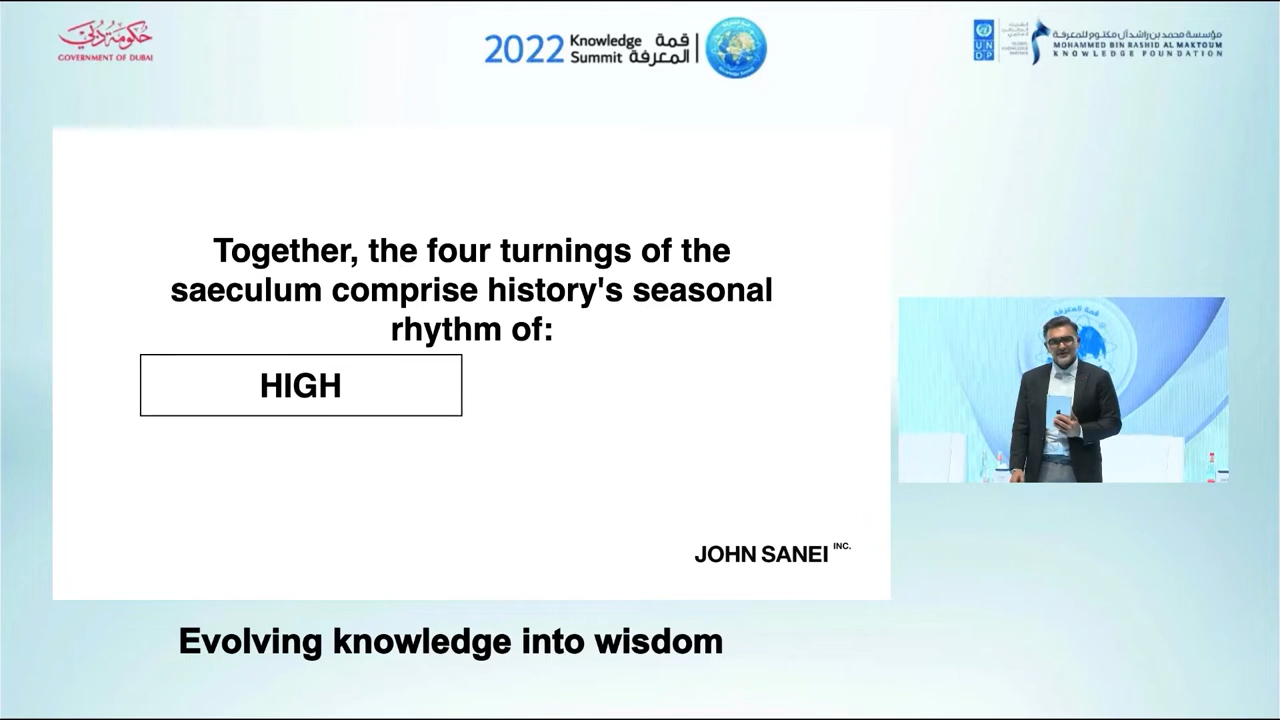 حكومة دبي
GOVERNMENT OF DUBAI
2022 Knowledge Summit قمة المعرفة
مؤسسة محمد بن راشد آل مكتوم للمعرفة
MOHAMMED BIN RASHID AL MAKTOUM
KNOWLEDGE FOUNDATION
U N
D P
Together, the four turnings of the
saeculum comprise history's seasonal
rhythm of:
HIGH
قمة المعرفة
JOHN SANEI INC.
Evolving knowledge into wisdom